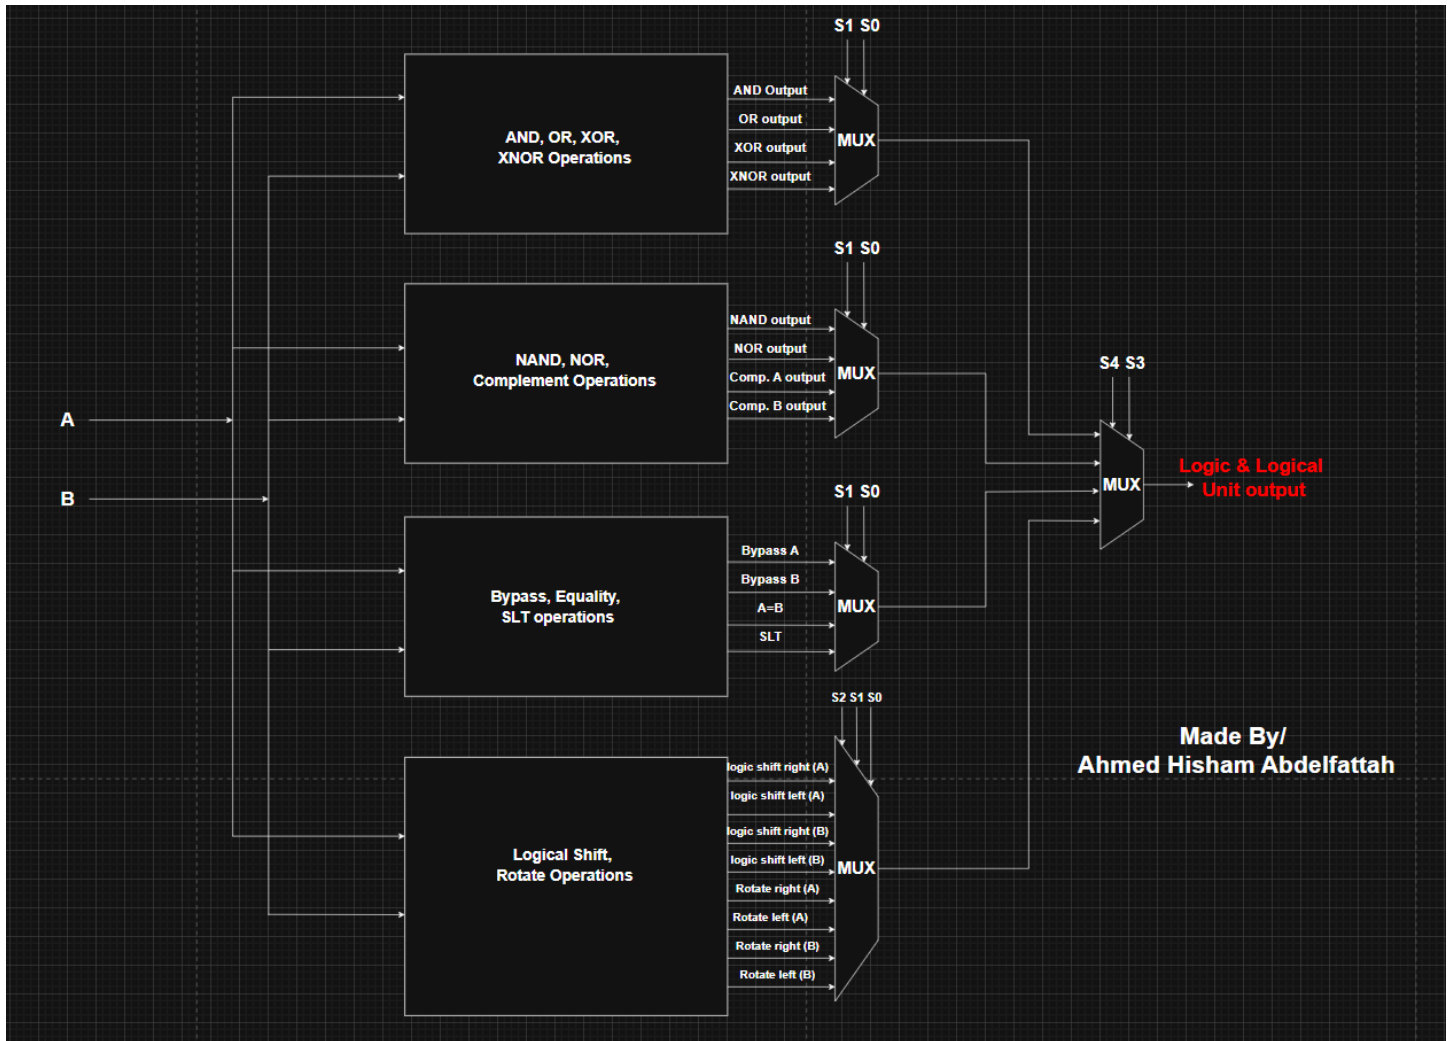 S1 S0
AND, OR, XOR,
XNOR Operations
AND Output
OR output
XOR output
XNOR output
MUX
S1 S0
NAND, NOR,
Complement Operations
NAND output
NOR output
Comp. A output
Comp. B output
MUX
A
B
S4 S3
MUX
Logic & Logical
Unit output
S1 S0
Bypass, Equality,
SLT operations
Bypass A
Bypass B
A=B
SLT
MUX
S2 S1 S0
Logical Shift,
Rotate Operations
logic shift right (A)
logic shift left (A)
logic shift right (B)
logic shift left (B)
Rotate right (A)
Rotate left (A)
Rotate right (B)
Rotate left (B)
MUX
Made By/
Ahmed Hisham Abdelfattah